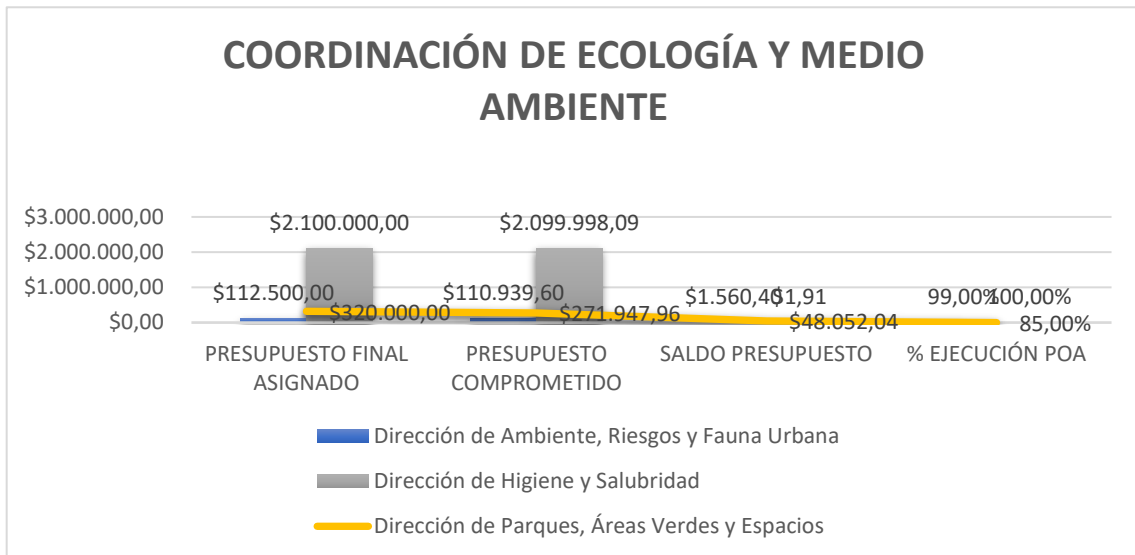 COORDINACIÓN DE ECOLOGÍA Y MEDIO
AMBIENTE
$3.000.000,00
$2.000.000,00
$1.000.000,00
$0,00
$2.100.000,00
$2.099.998,09
$112.500,00
$320.000,00
$110.939,60
$271.947,96
$1.560,40
$1,91
$48.052,04
99,00%
100,00%
85,00%
PRESUPUESTO FINAL
ASIGNADO
PRESUPUESTO
COMPROMETIDO
SALDO PRESUPUESTO
% EJECUCIÓN POA
Dirección de Ambiente, Riesgos y Fauna Urbana
Dirección de Higiene y Salubridad
Dirección de Parques, Áreas Verdes y Espacios